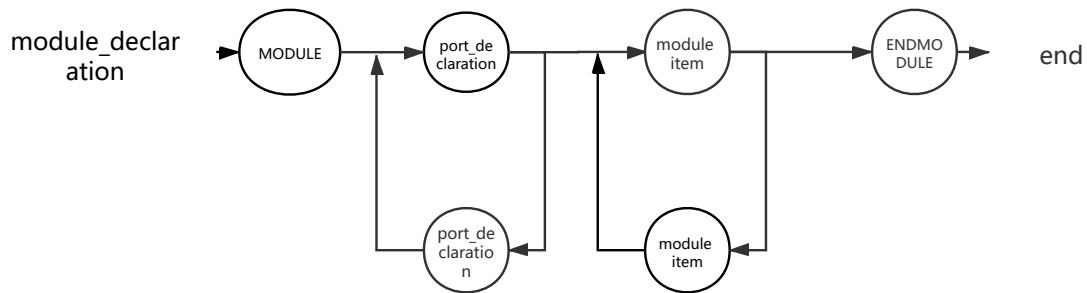 module_declar
ation
MODULE
port_de
claration
module
item
ENDMO
DULE
end
port_de
claratio
n
module
item